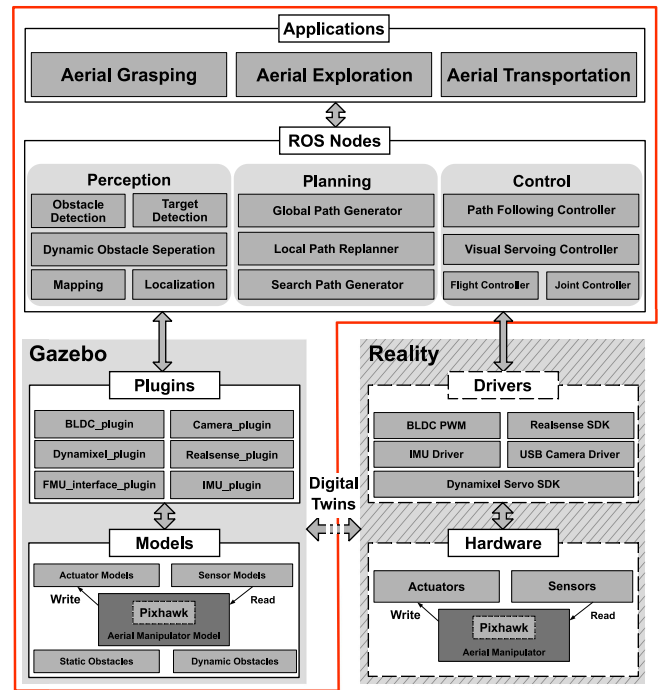 Applications
Aerial Grasping
Aerial Exploration
Aerial Transportation
ROS Nodes
Perception
Obstacle
Detection
Target
Detection
Dynamic Obstacle Seperation
Mapping
Localization
Planning
Global Path Generator
Local Path Replanner
Search Path Generator
Control
Path Following Controller
Visual Servoing Controller
Flight Controller
Joint Controller
Gazebo
Plugins
BLDC_plugin
Camera_plugin
Dynamixel_plugin
Realsense_plugin
FMU_interface_plugin
IMU_plugin
Models
Actuator Models
Sensor Models
Write
Read
Pixhawk
Aerial Manipulator Model
Static Obstacles
Dynamic Obstacles
Digital
Twins
Reality
Drivers
BLDC PWM
Realsense SDK
IMU Driver
USB Camera Driver
Dynamixel Servo SDK
Hardware
Actuators
Sensors
Write
Read
Pixhawk
Aerial Manipulator